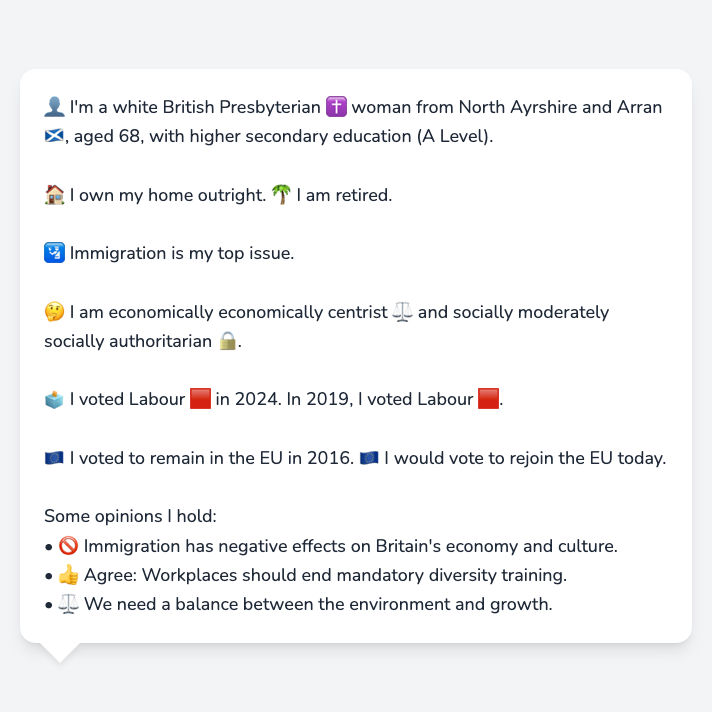 👤 I'm a white British Presbyterian ✝️ woman from North Ayrshire and Arran
🏴󠁧󠁢󠁳󠁣󠁴󠁿, aged 68, with higher secondary education (A Level).
🏠 I own my home outright. 🌴 I am retired.
🛂 Immigration is my top issue.
🤔 I am economically economically centrist ⚖️ and socially moderately
socially authoritarian 🔒.
🗳️ I voted Labour 🟥 in 2024. In 2019, I voted Labour 🟥.
🇪🇺 I voted to remain in the EU in 2016. 🇪🇺 I would vote to rejoin the EU today.
Some opinions I hold:
• 🚫 Immigration has negative effects on Britain's economy and culture.
• 👍 Agree: Workplaces should end mandatory diversity training.
• ⚖️ We need a balance between the environment and growth.